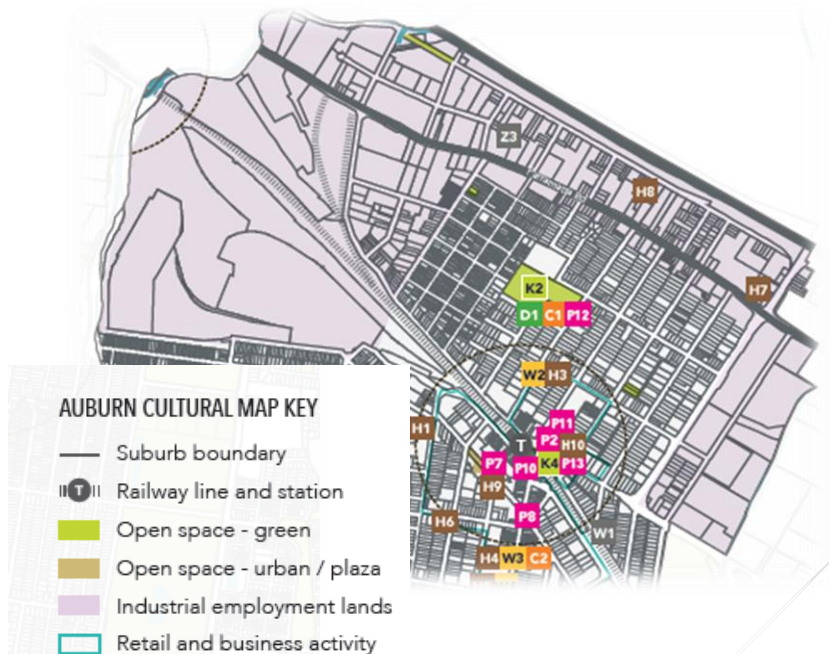 Z3
H8
H7
K2
D1 C1 P12
W2 H3
H1
P11
T
P2 H10
P7 P10 K4 P13
H9
P8
H6
W1
H4 W3 C2
AUBURN CULTURAL MAP KEY
Suburb boundary
T Railway line and station
Open space - green
Open space - urban / plaza
Industrial employment lands
Retail and business activity